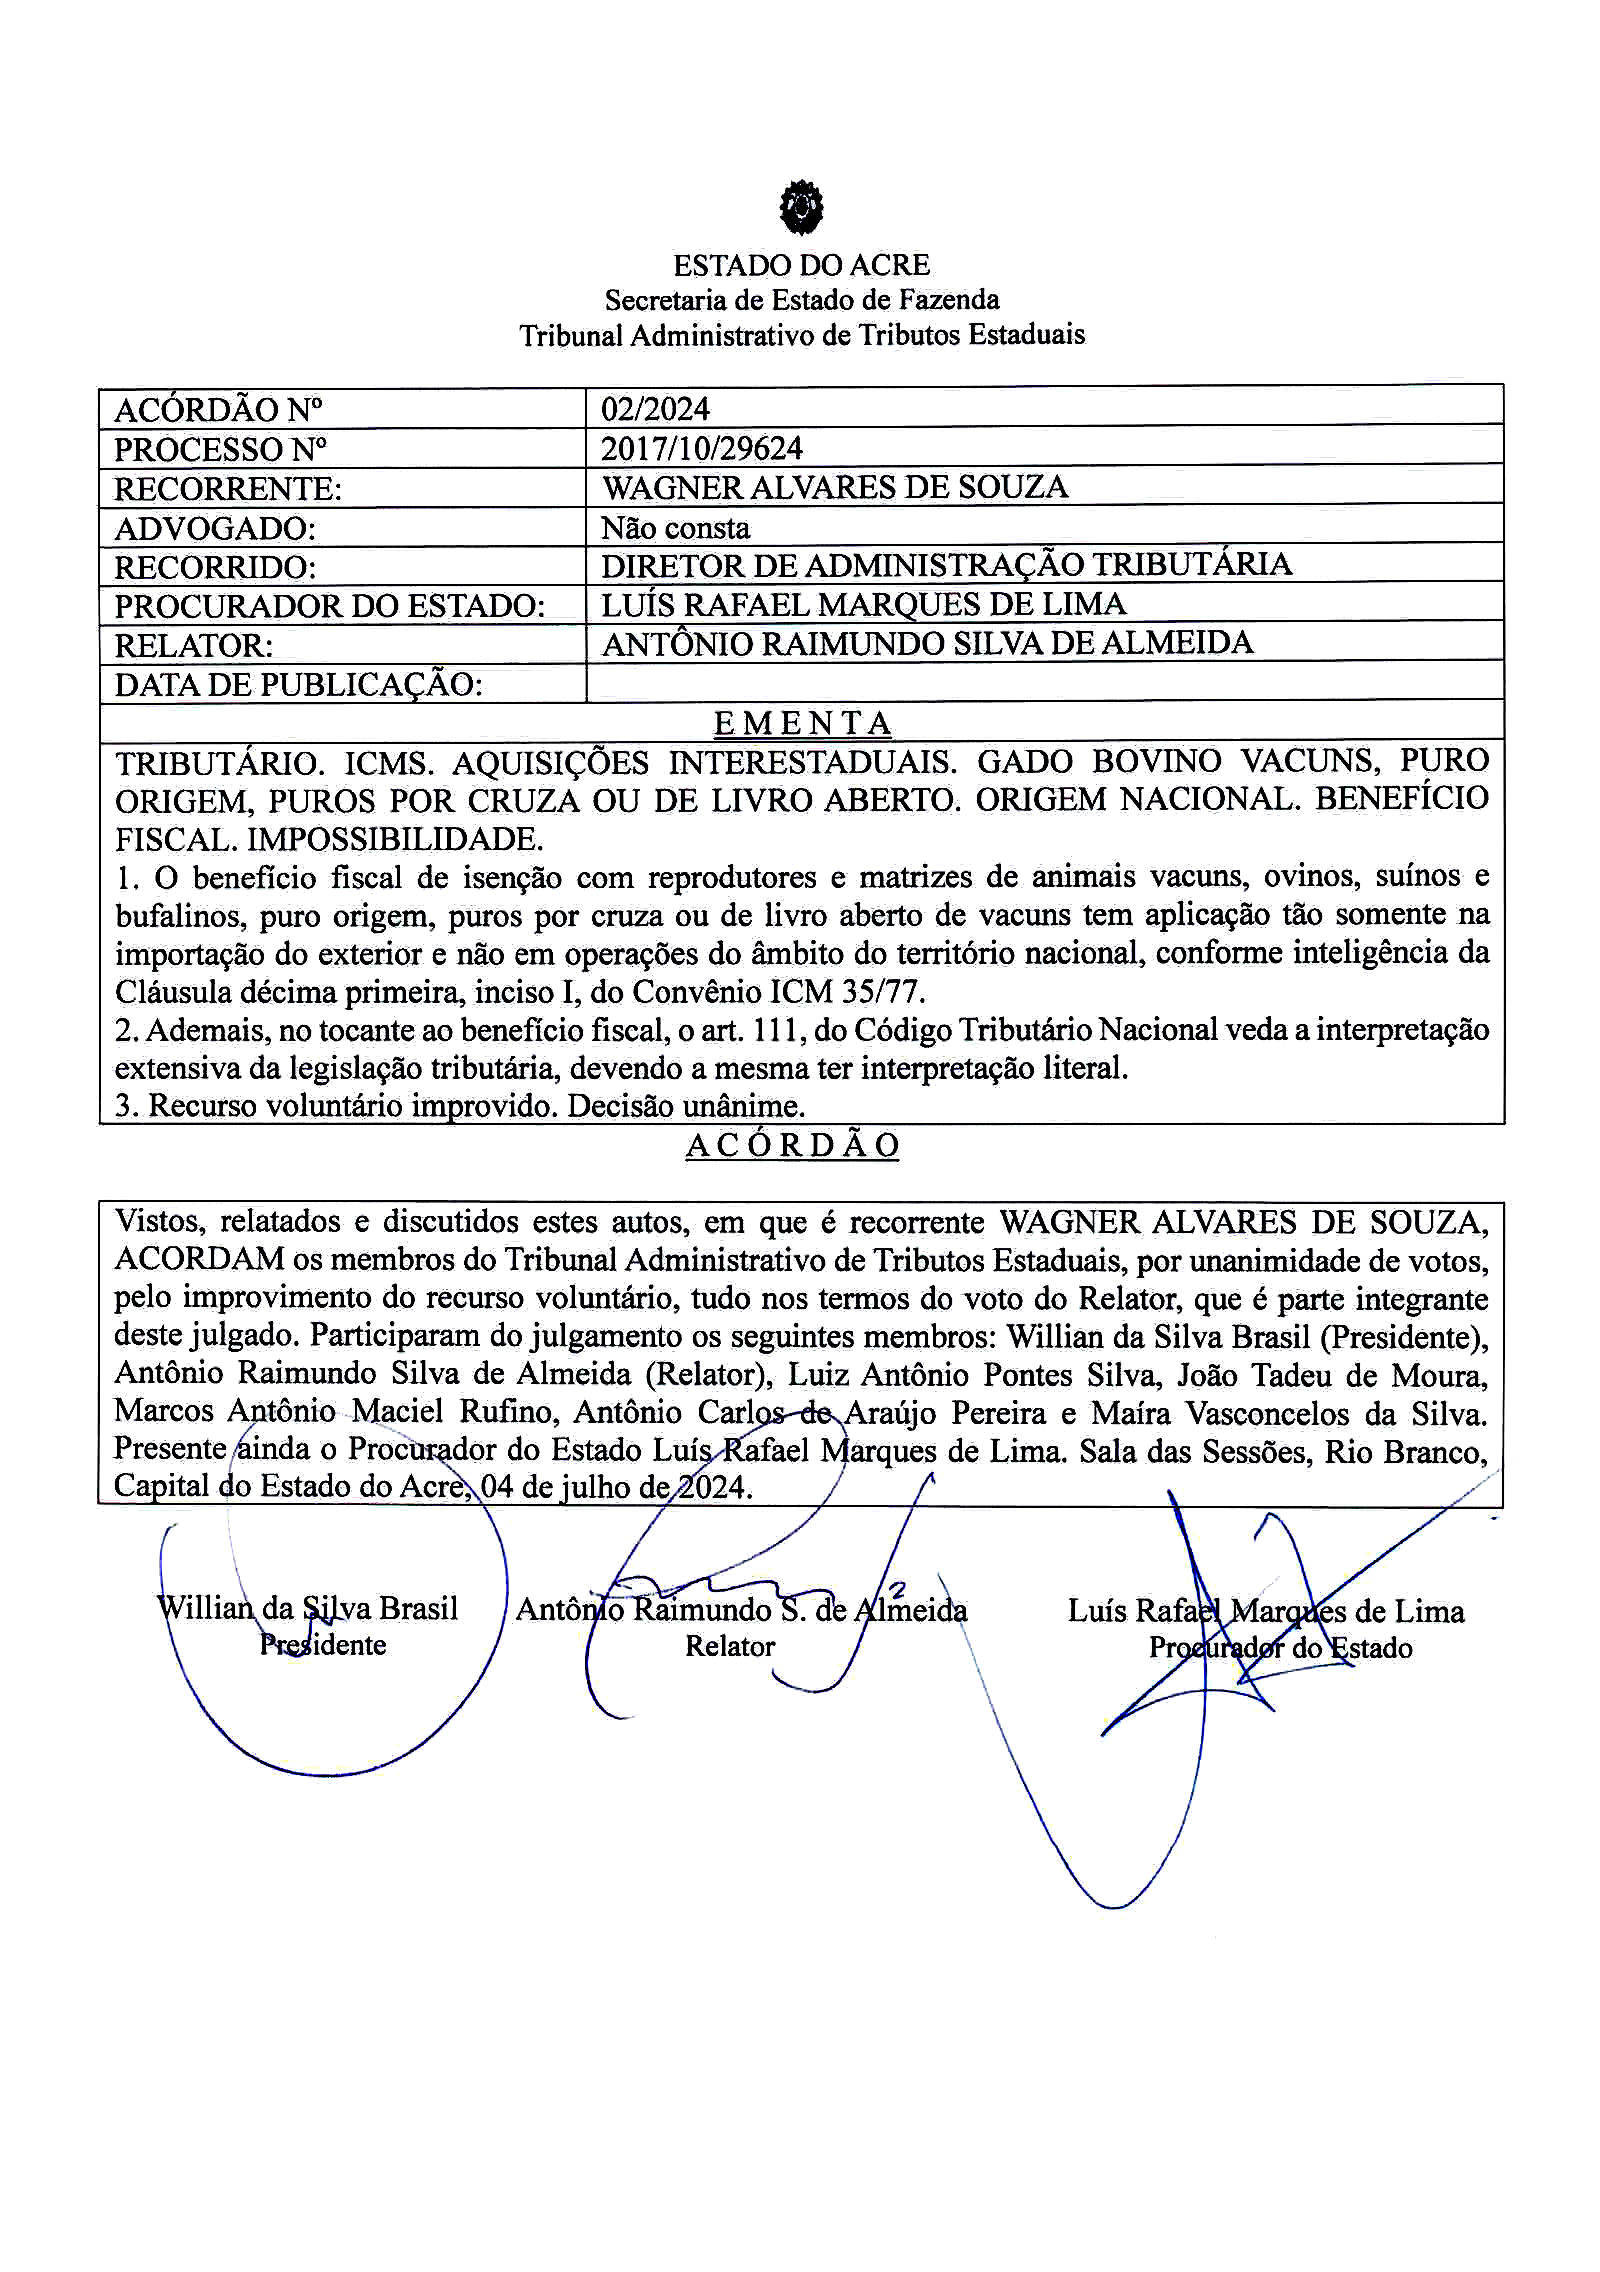 ESTADO DO ACRE
Secretaria de Estado de Fazenda
Tribunal Administrativo de Tributos Estaduais
ACÓRDÃO Nº 02/2024
PROCESSO Nº 2017/10/29624
RECORRENTE: WAGNER ALVARES DE SOUZA
ADVOGADO: Não consta
RECORRIDO: DIRETOR DE ADMINISTRAÇÃO TRIBUTÁRIA
PROCURADOR DO ESTADO: LUÍS RAFAEL MARQUES DE LIMA
RELATOR: ANTÔNIO RAIMUNDO SILVA DE ALMEIDA
DATA DE PUBLICAÇÃO:
E M E N T A
TRIBUTÁRIO. ICMS. AQUISIÇÕES INTERESTADUAIS. GADO BOVINO VACUNS, PURO
ORIGEM, PUROS POR CRUZA OU DE LIVRO ABERTO. ORIGEM NACIONAL. BENEFÍCIO
FISCAL. IMPOSSIBILIDADE.
1. O benefício fiscal de isenção com reprodutores e matrizes de animais vacuns, ovinos, suínos e
bufalinos, puro origem, puros por cruza ou de livro aberto de vacuns tem aplicação tão somente na
importação do exterior e não em operações do âmbito do território nacional, conforme inteligência da
Cláusula décima primeira, inciso I, do Convênio ICM 35/77.
2. Ademais, no tocante ao benefício fiscal, o art. 111, do Código Tributário Nacional veda a interpretação
extensiva da legislação tributária, devendo a mesma ter interpretação literal.
3. Recurso voluntário improvido. Decisão unânime.
A C Ó R D Ã O
Vistos, relatados e discutidos estes autos, em que é recorrente WAGNER ALVARES DE SOUZA,
ACORDAM os membros do Tribunal Administrativo de Tributos Estaduais, por unanimidade de votos,
pelo improvimento do recurso voluntário, tudo nos termos do voto do Relator, que é parte integrante
deste julgado. Participaram do julgamento os seguintes membros: Willian da Silva Brasil (Presidente),
Antônio Raimundo Silva de Almeida (Relator), Luiz Antônio Pontes Silva, João Tadeu de Moura,
Marcos Antônio Maciel Rufino, Antônio Carlos de Araújo Pereira e Maíra Vasconcelos da Silva.
Presente ainda o Procurador do Estado Luís Rafael Marques de Lima. Sala das Sessões, Rio Branco,
Capital do Estado do Acre, 04 de julho de 2024.
Willian da Silva Brasil Antônio Raimundo S. de Almeida Luís Rafael Marques de Lima
Presidente Relator Procurador do Estado